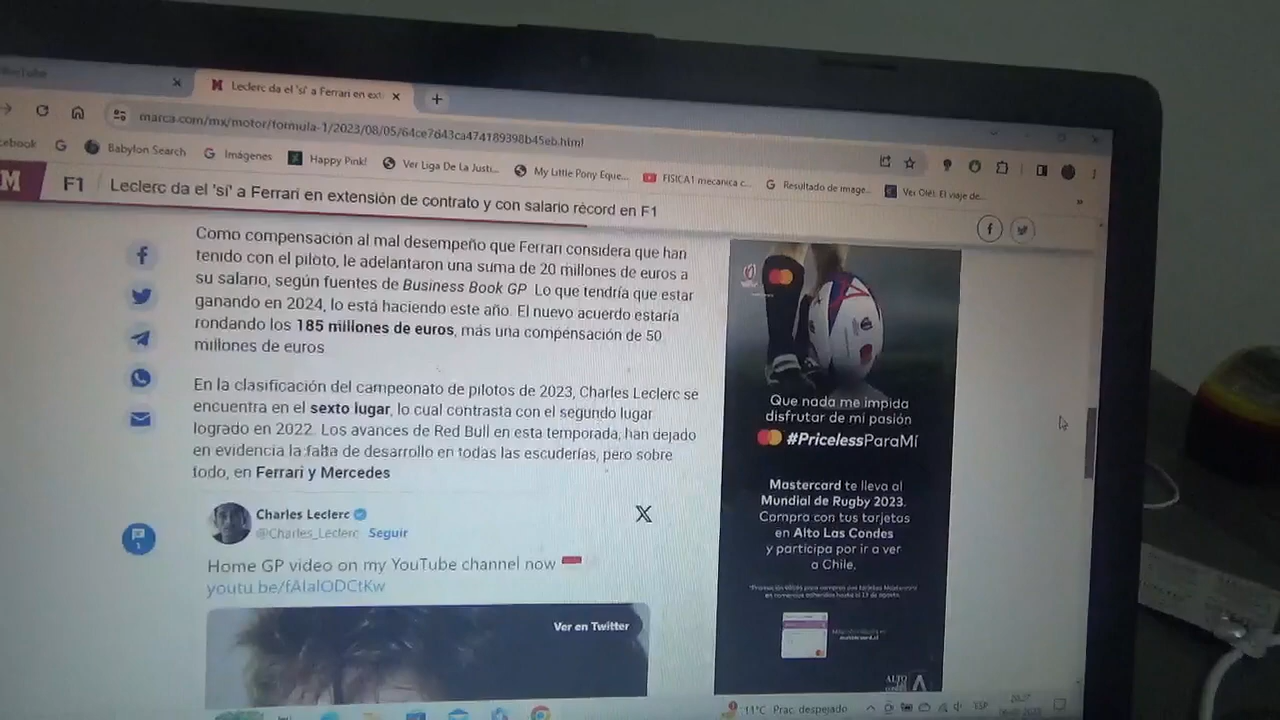 Leclerc da el 'sí' a Ferrari en ext
marca.com/mx/motor/formula-1/2023/08/05/64ce7643ca474189398b45eb.html
Babylon Search
Imágenes
Happy Pink!
Ver Liga De La Justi...
My Little Pony Eque...
FISICA1 mecanica c...
Resultado de image...
Ver Olé!. El viaje de...
M F1 Leclerc da el 'sí' a Ferrari en extensión de contrato y con salario récord en F1
Como compensación al mal desempeño que Ferrari considera que han
tenido con el piloto, le adelantaron una suma de 20 millones de euros a
su salario, según fuentes de Business Book GP. Lo que tendría que estar
ganando en 2024, lo está haciendo este año. El nuevo acuerdo estaría
rondando los 185 millones de euros, más una compensación de 50
millones de euros
En la clasificación del campeonato de pilotos de 2023, Charles Leclerc se
encuentra en el sexto lugar, lo cual contrasta con el segundo lugar
logrado en 2022. Los avances de Red Bull en esta temporada, han dejado
en evidencia la falta de desarrollo en todas las escuderías, pero sobre
todo, en Ferrari y Mercedes
Charles Leclerc
@Charles_Leclerc Seguir
Home GP video on my YouTube channel now
youtu.be/fAlalODCtKw
Ver en Twitter
Que nada me impida
disfrutar de mi pasión
#PricelessParaMí
Mastercard te lleva al
Mundial de Rugby 2023.
Compra con tus tarjetas
en Alto Las Condes
y participa por ir a ver
a Chile.
ALTO
11°C Prac. despejado
ESP